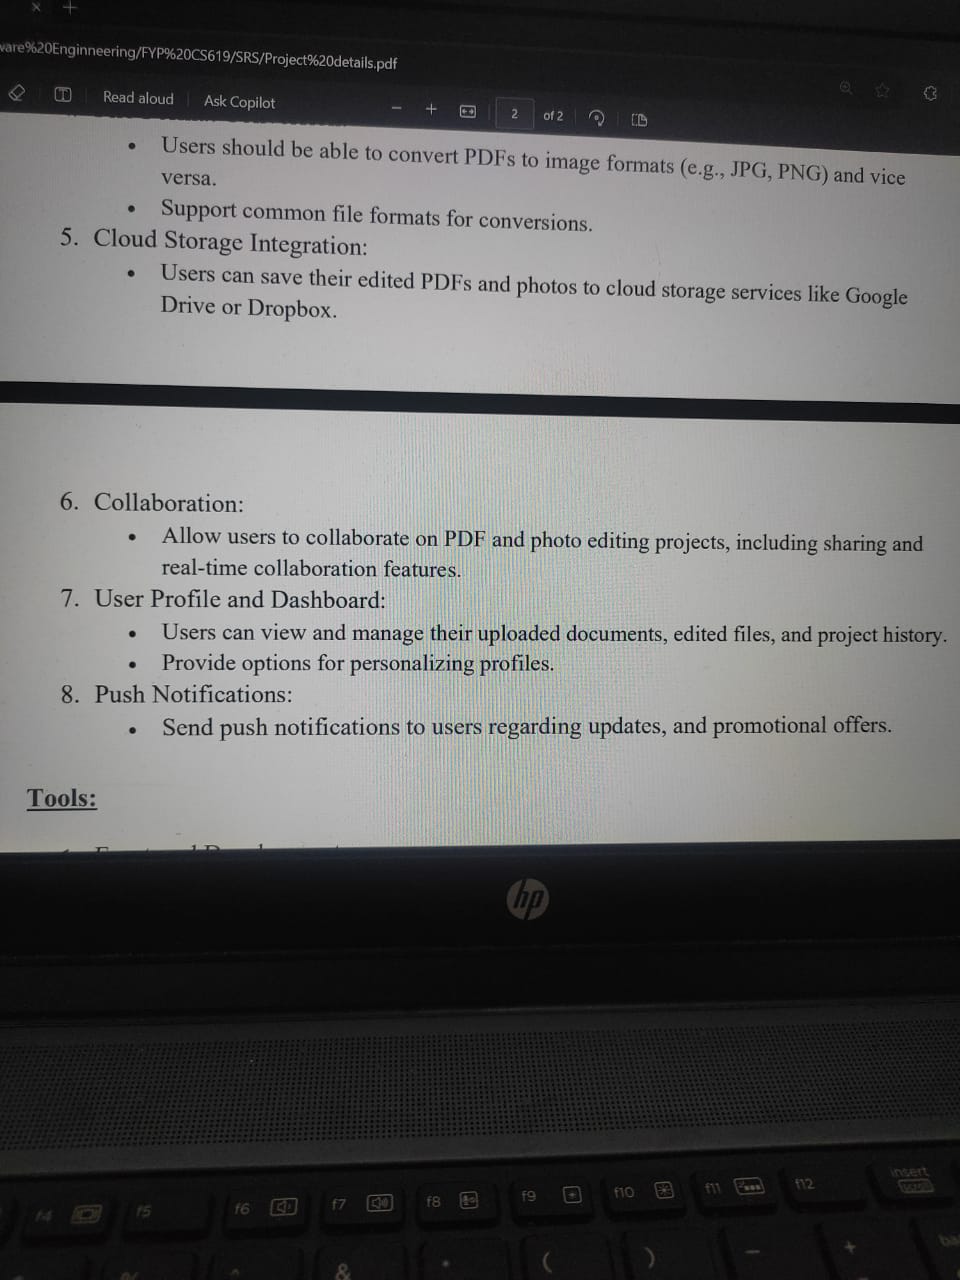 ware%20Enginneering/FYP%20CS619/SRS/Project%20details.pdf
Read aloud Ask Copilot 2 of 2
• Users should be able to convert PDFs to image formats (e.g., JPG, PNG) and vice
versa.
• Support common file formats for conversions.
5. Cloud Storage Integration:
• Users can save their edited PDFs and photos to cloud storage services like Google
Drive or Dropbox.
6. Collaboration:
• Allow users to collaborate on PDF and photo editing projects, including sharing and
real-time collaboration features.
7. User Profile and Dashboard:
• Users can view and manage their uploaded documents, edited files, and project history.
• Provide options for personalizing profiles.
8. Push Notifications:
• Send push notifications to users regarding updates, and promotional offers.
Tools:
hp
f4 f5 f6 f7 f8 f9 f10 f11 f12 insert
% ^ & * ( ) – + ba